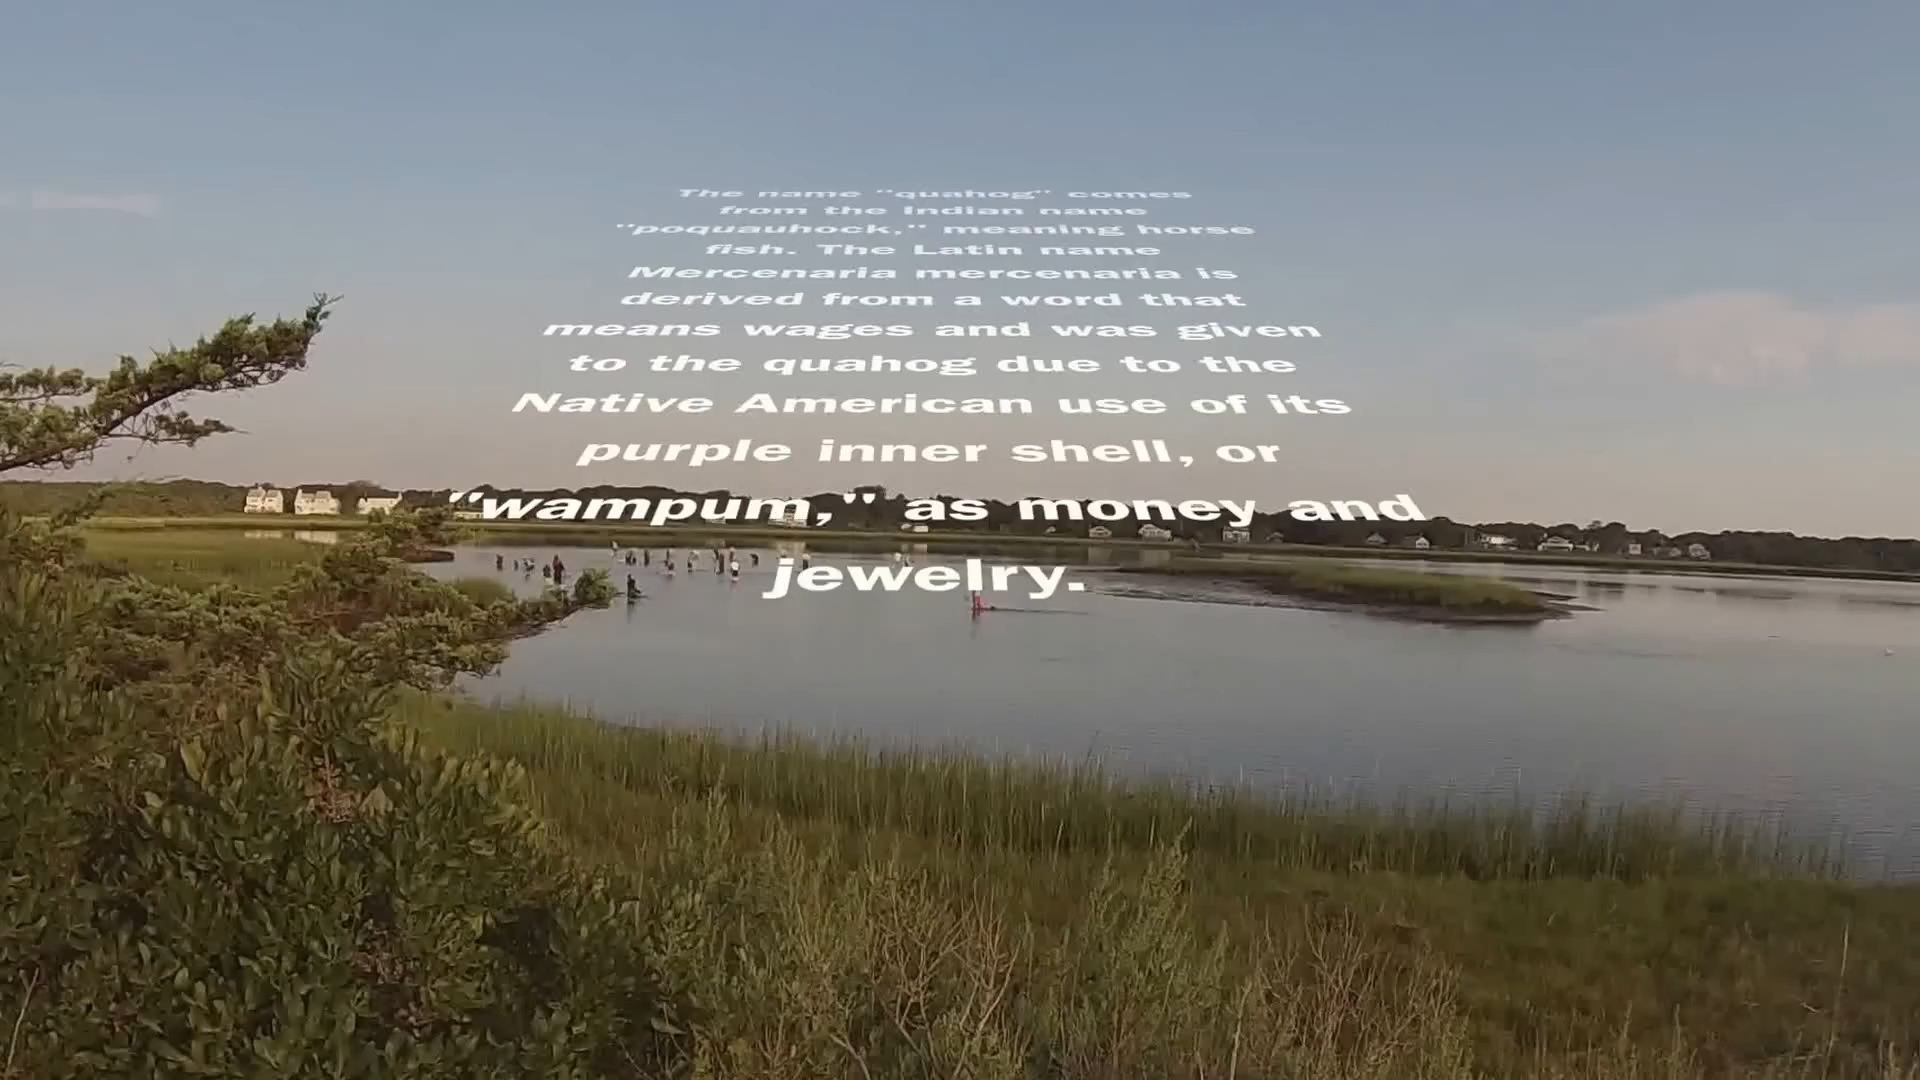 The name "quahog" comes
from the Indian name
"poquauhock," meaning horse
fish. The Latin name
Mercenaria mercenaria is
derived from a word that
means wages and was given
to the quahog due to the
Native American use of its
purple inner shell, or
"wampum," as money and
jewelry.